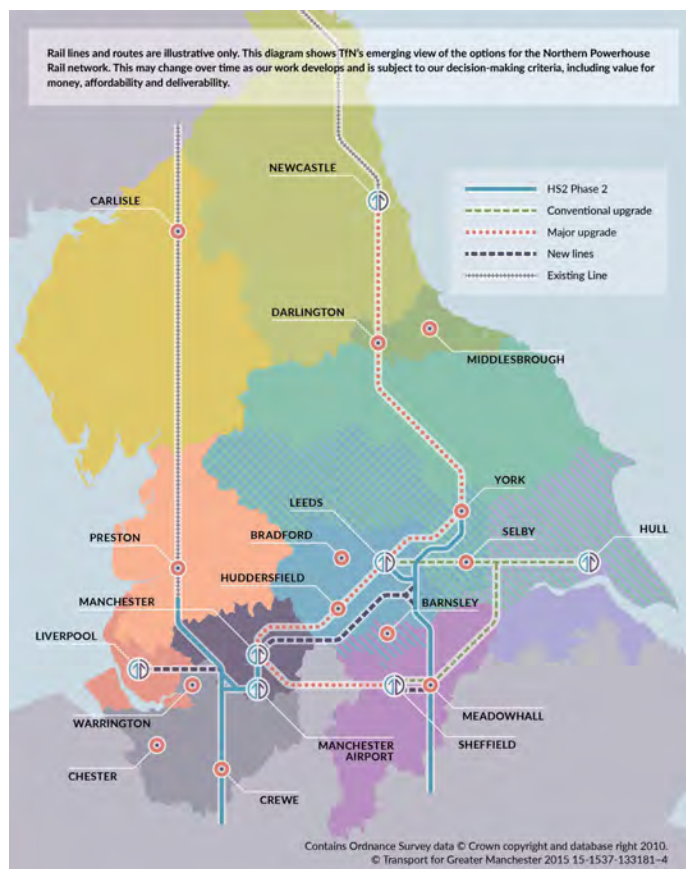 Rail lines and routes are illustrative only. This diagram shows TfN's emerging view of the options for the Northern Powerhouse
Rail network. This may change over time as our work develops and is subject to our decision-making criteria, including value for
money, affordability and deliverability.
NEWCASTLE
CARLISLE
HS2 Phase 2
Conventional upgrade
Major upgrade
New lines
Existing Line
DARLINGTON
MIDDLESBROUGH
YORK
LEEDS
BRADFORD
SELBY
HULL
PRESTON
HUDDERSFIELD
MANCHESTER
BARNSLEY
LIVERPOOL
WARRINGTON
MEADOWHALL
MANCHESTER
AIRPORT
SHEFFIELD
CHESTER
CREWE
Contains Ordnance Survey data © Crown copyright and database right 2010.
© Transport for Greater Manchester 2015 15-1537-133181–4